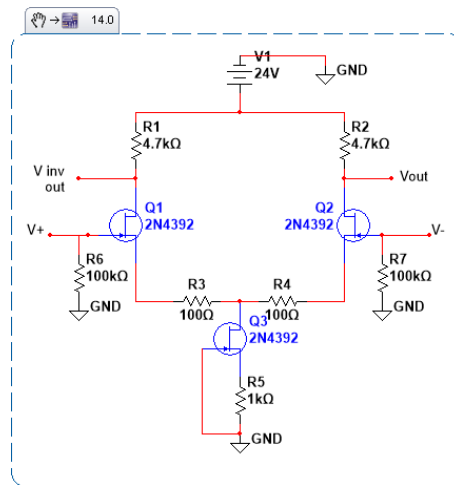 14.0
V1
24V
GND
R1
4.7kΩ
R2
4.7kΩ
V inv
out
Vout
Q1
2N4392
Q2
2N4392
V+
V-
R6
100kΩ
R7
100kΩ
R3
100Ω
R4
100Ω
GND
GND
Q3
2N4392
R5
1kΩ
GND